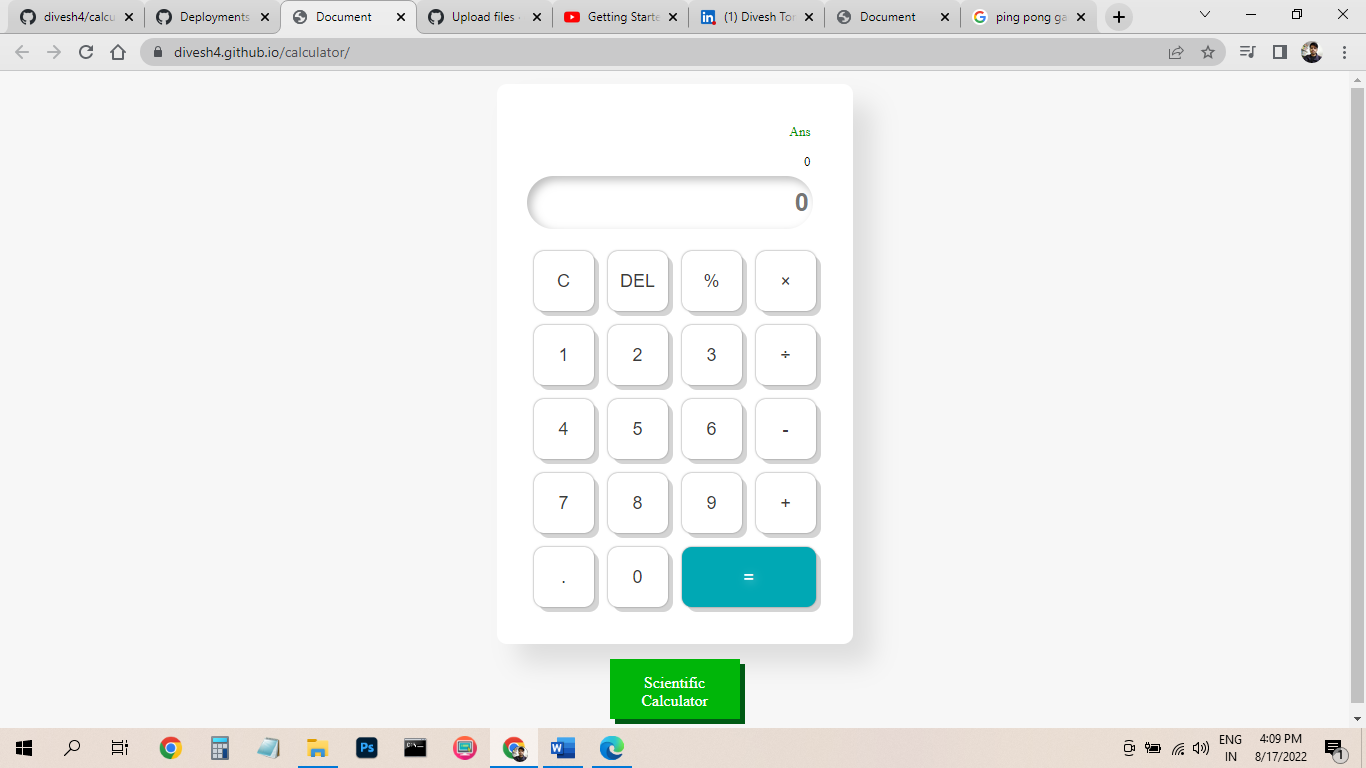 divesh4/calcu
Deployments
Document
Upload files
Getting Starte
(1) Divesh Tor
Document
ping pong ga
divesh4.github.io/calculator/
Ans
0
0
C DEL % ×
1 2 3 ÷
4 5 6 -
7 8 9 +
. 0 =
Scientific
Calculator
ENG
IN
4:09 PM
8/17/2022
1